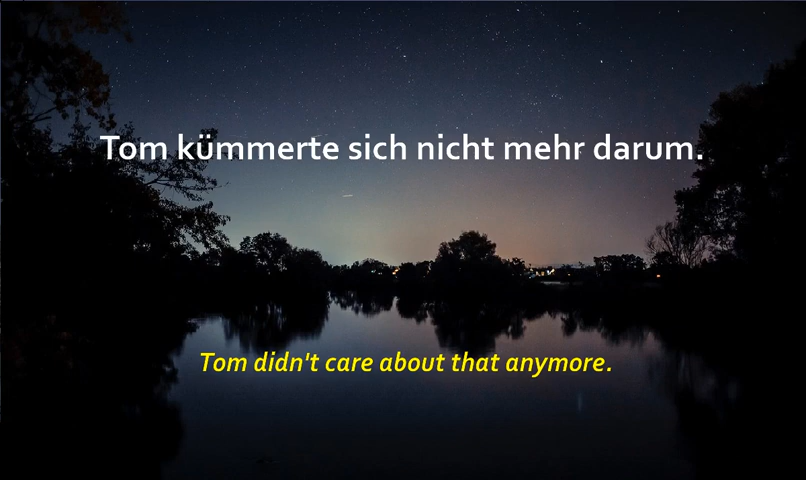 Tom kümmerte sich nicht mehr darum.
Tom didn't care about that anymore.